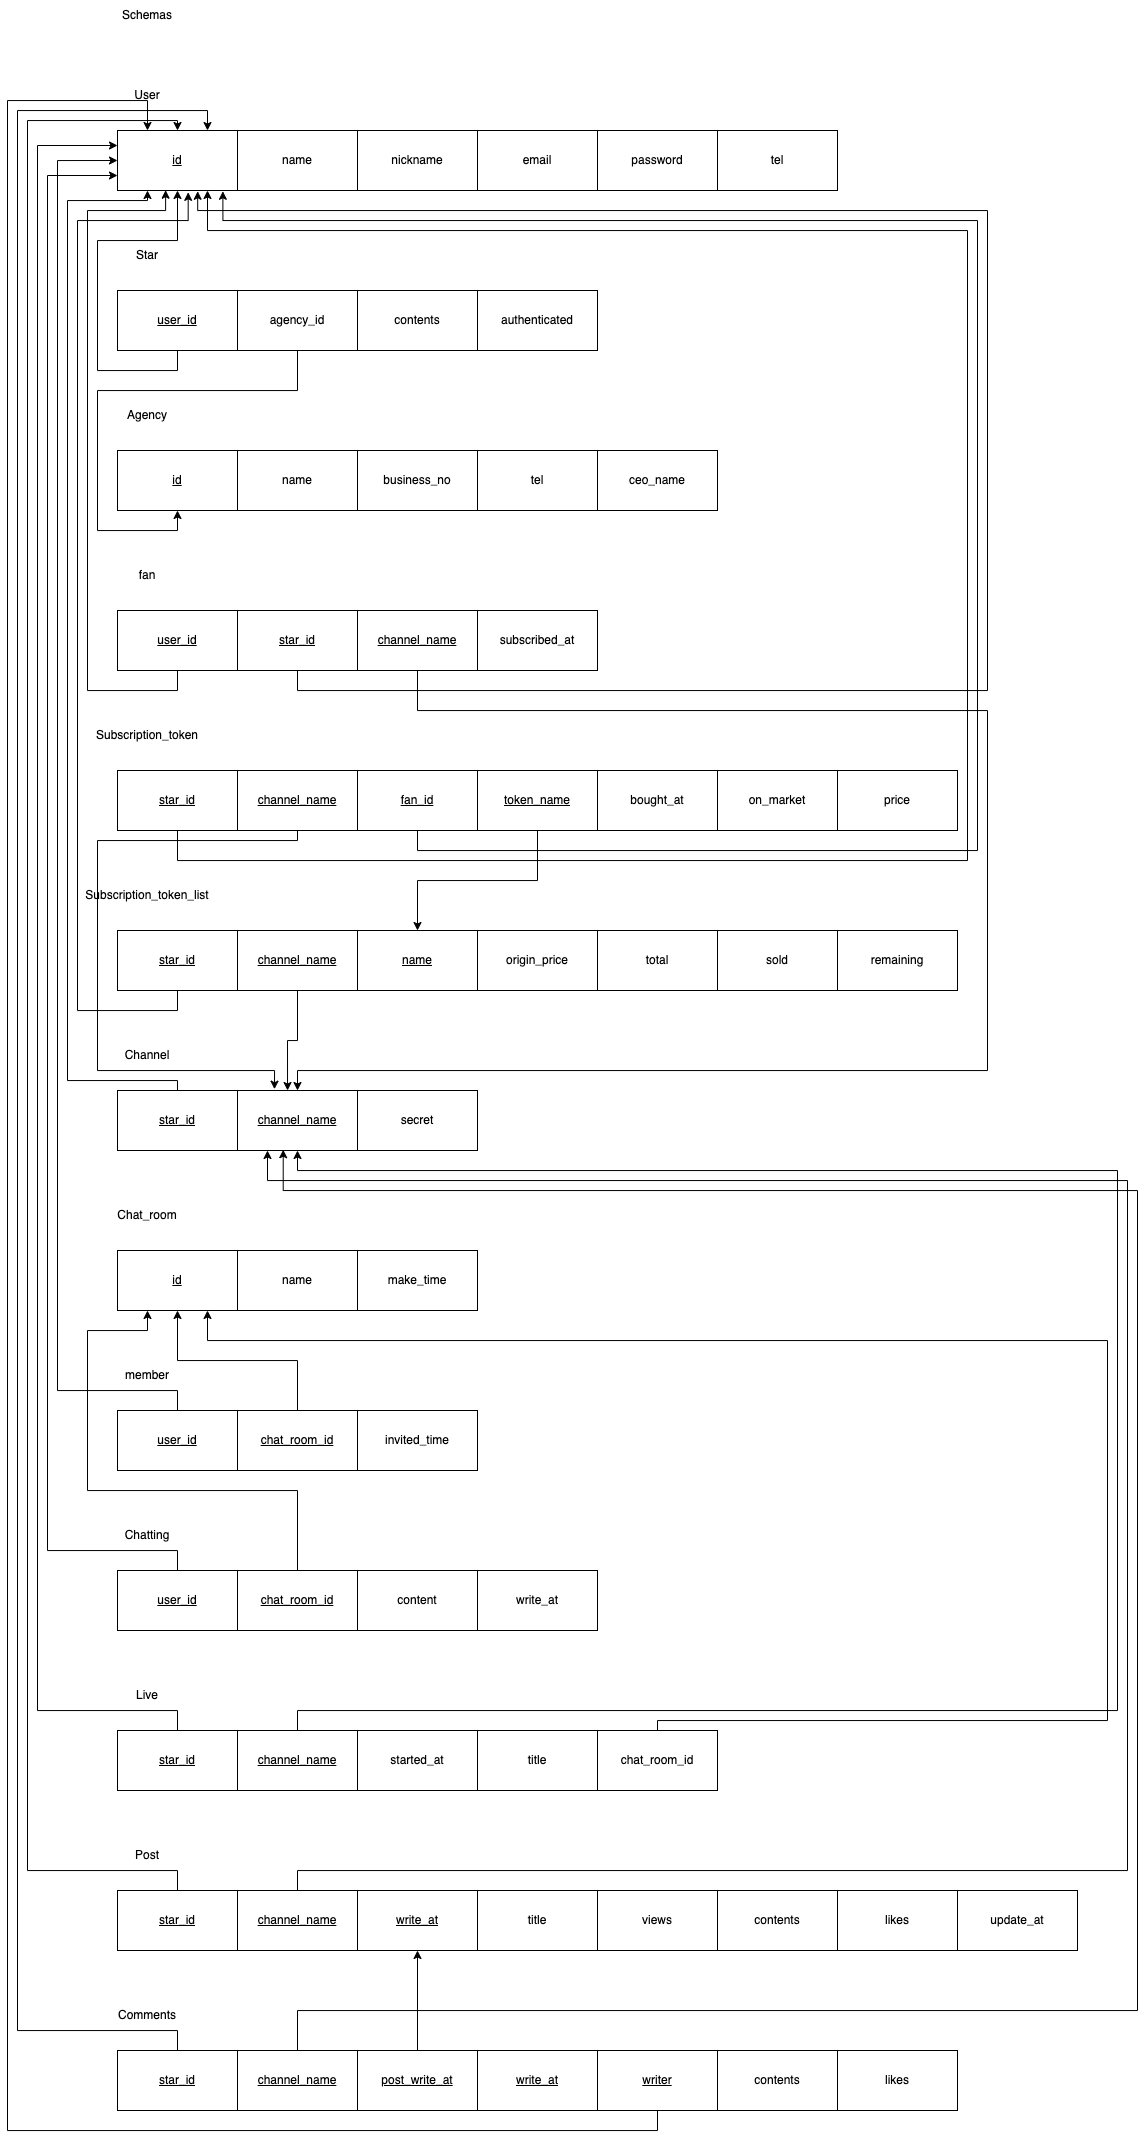 Schemas
User
id name nickname email password tel
Star
user_id agency_id contents authenticated
Agency
id name business_no tel ceo_name
fan
user_id star_id channel_name subscribed_at
Subscription_token
star_id channel_name fan_id token_name bought_at on_market price
Subscription_token_list
star_id channel_name name origin_price total sold remaining
Channel
star_id channel_name secret
Chat_room
id name make_time
member
user_id chat_room_id invited_time
Chatting
user_id chat_room_id content write_at
Live
star_id channel_name started_at title chat_room_id
Post
star_id channel_name write_at title views contents likes update_at
Comments
star_id channel_name post_write_at write_at writer contents likes